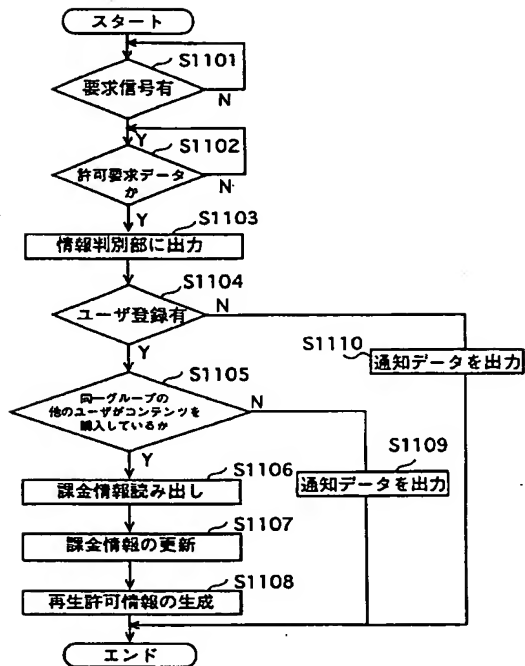 スタート
S1101
要求信号有
N
Y
S1102
許可要求データ
か
N
Y
S1103
情報判別部に出力
S1104
ユーザ登録有
N
Y
S1110
通知データを出力
S1105
同一グループの
他のユーザがコンテンツを
購入しているか
N
Y
S1109
通知データを出力
S1106
課金情報読み出し
S1107
課金情報の更新
S1108
再生許可情報の生成
エンド